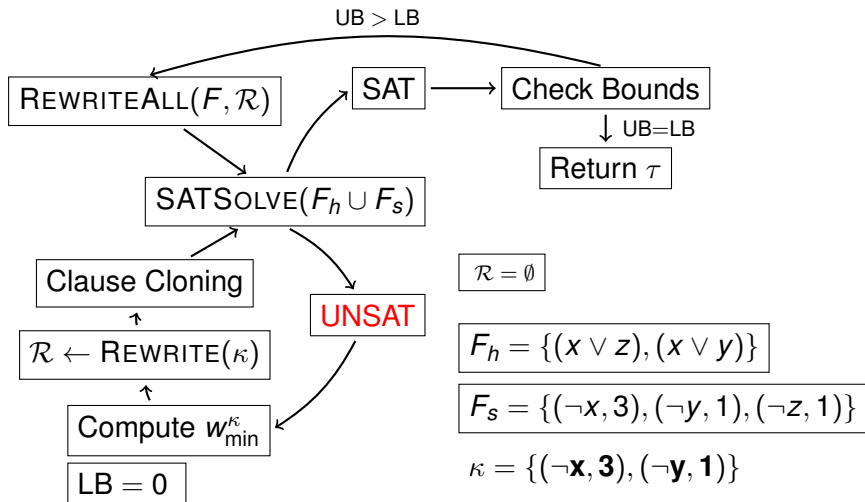 UB > LB
REWRITEALL(F, ℛ)
SAT
Check Bounds
UB=LB
Return τ
SATSOLVE(F_h ∪ F_s)
Clause Cloning
ℛ = ∅
UNSAT
ℛ ← REWRITE(κ)
F_h = {(x ∨ z), (x ∨ y)}
Compute w^κ_min
F_s = {(¬x, 3), (¬y, 1), (¬z, 1)}
LB = 0
κ = {(¬x, 3), (¬y, 1)}